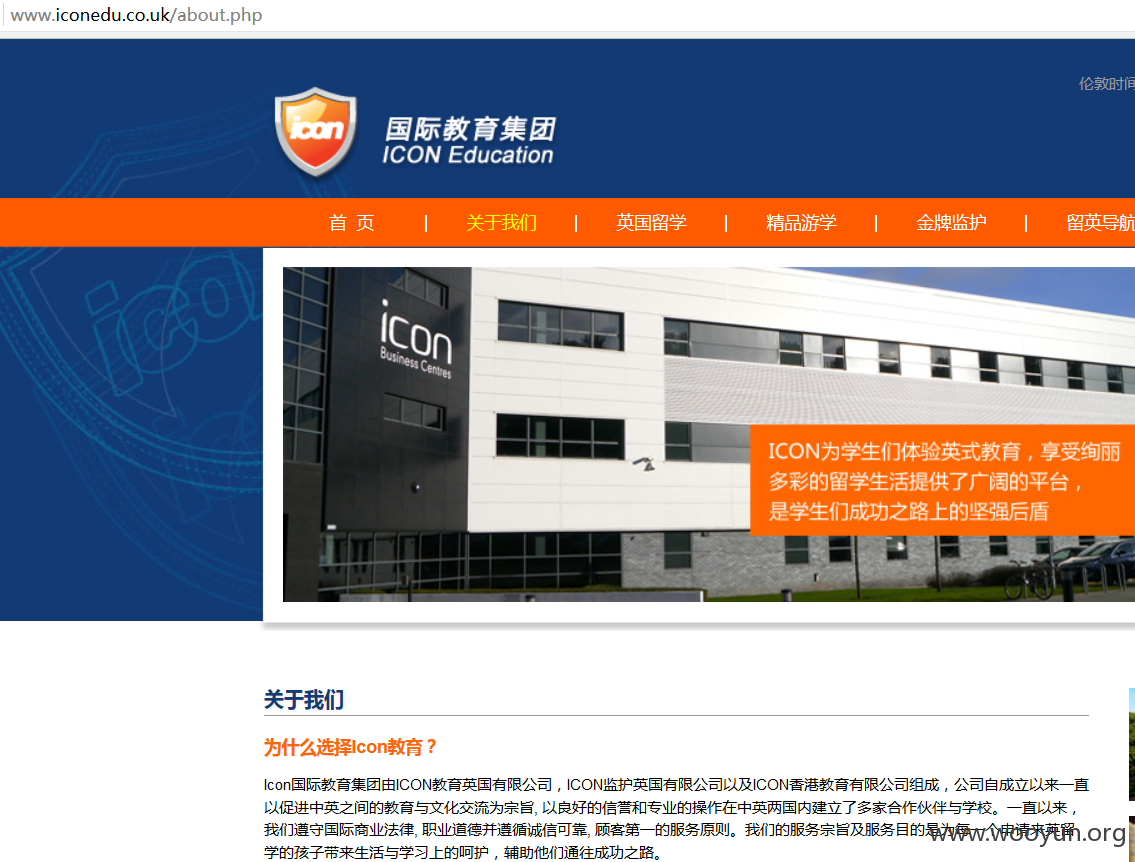 www.iconedu.co.uk/about.php
伦敦时间
icon
国际教育集团
ICON Education
首 页 | 关于我们 | 英国留学 | 精品游学 | 金牌监护 | 留英导航
icon
icon
Business Centres
ICON为学生们体验英式教育，享受绚丽
多彩的留学生活提供了广阔的平台，
是学生们成功之路上的坚强后盾
关于我们
为什么选择Icon教育？
Icon国际教育集团由ICON教育英国有限公司，ICON监护英国有限公司以及ICON香港教育有限公司组成，公司自成立以来一直
以促进中英之间的教育与文化交流为宗旨, 以良好的信誉和专业的操作在中英两国内建立了多家合作伙伴与学校。一直以来，
我们遵守国际商业法律, 职业道德并遵循诚信可靠, 顾客第一的服务原则。我们的服务宗旨及服务目的是为每一个申请来英留
学的孩子带来生活与学习上的呵护，辅助他们通往成功之路。
www.wooyun.org